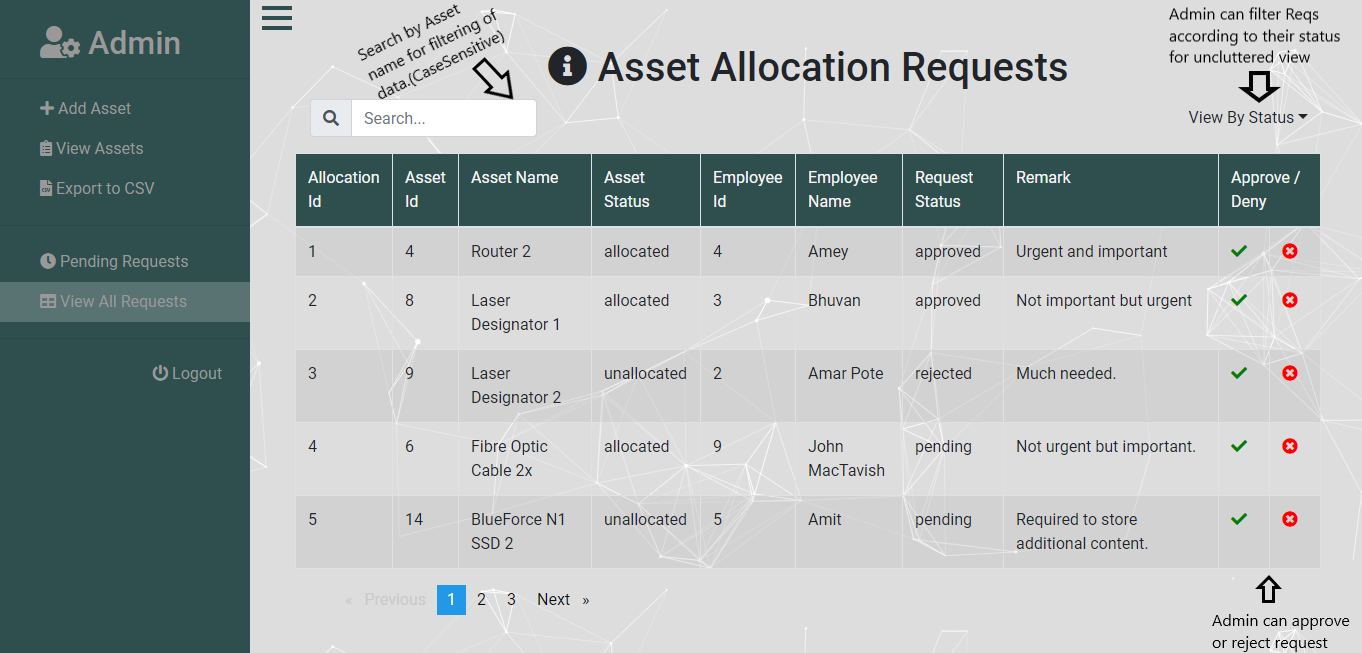 Admin
Add Asset
View Assets
Export to CSV
Pending Requests
View All Requests
Logout
Search by Asset
name for filtering of
data.(CaseSensitive)
Asset Allocation Requests
Admin can filter Reqs
according to their status
for uncluttered view
Search...
View By Status
Allocation Id Asset Id Asset Name Asset Status Employee Id Employee Name Request Status Remark Approve / Deny
1 4 Router 2 allocated 4 Amey approved Urgent and important
2 8 Laser Designator 1 allocated 3 Bhuvan approved Not important but urgent
3 9 Laser Designator 2 unallocated 2 Amar Pote rejected Much needed.
4 6 Fibre Optic Cable 2x allocated 9 John MacTavish pending Not urgent but important.
5 14 BlueForce N1 SSD 2 unallocated 5 Amit pending Required to store additional content.
« Previous 1 2 3 Next »
Admin can approve
or reject request